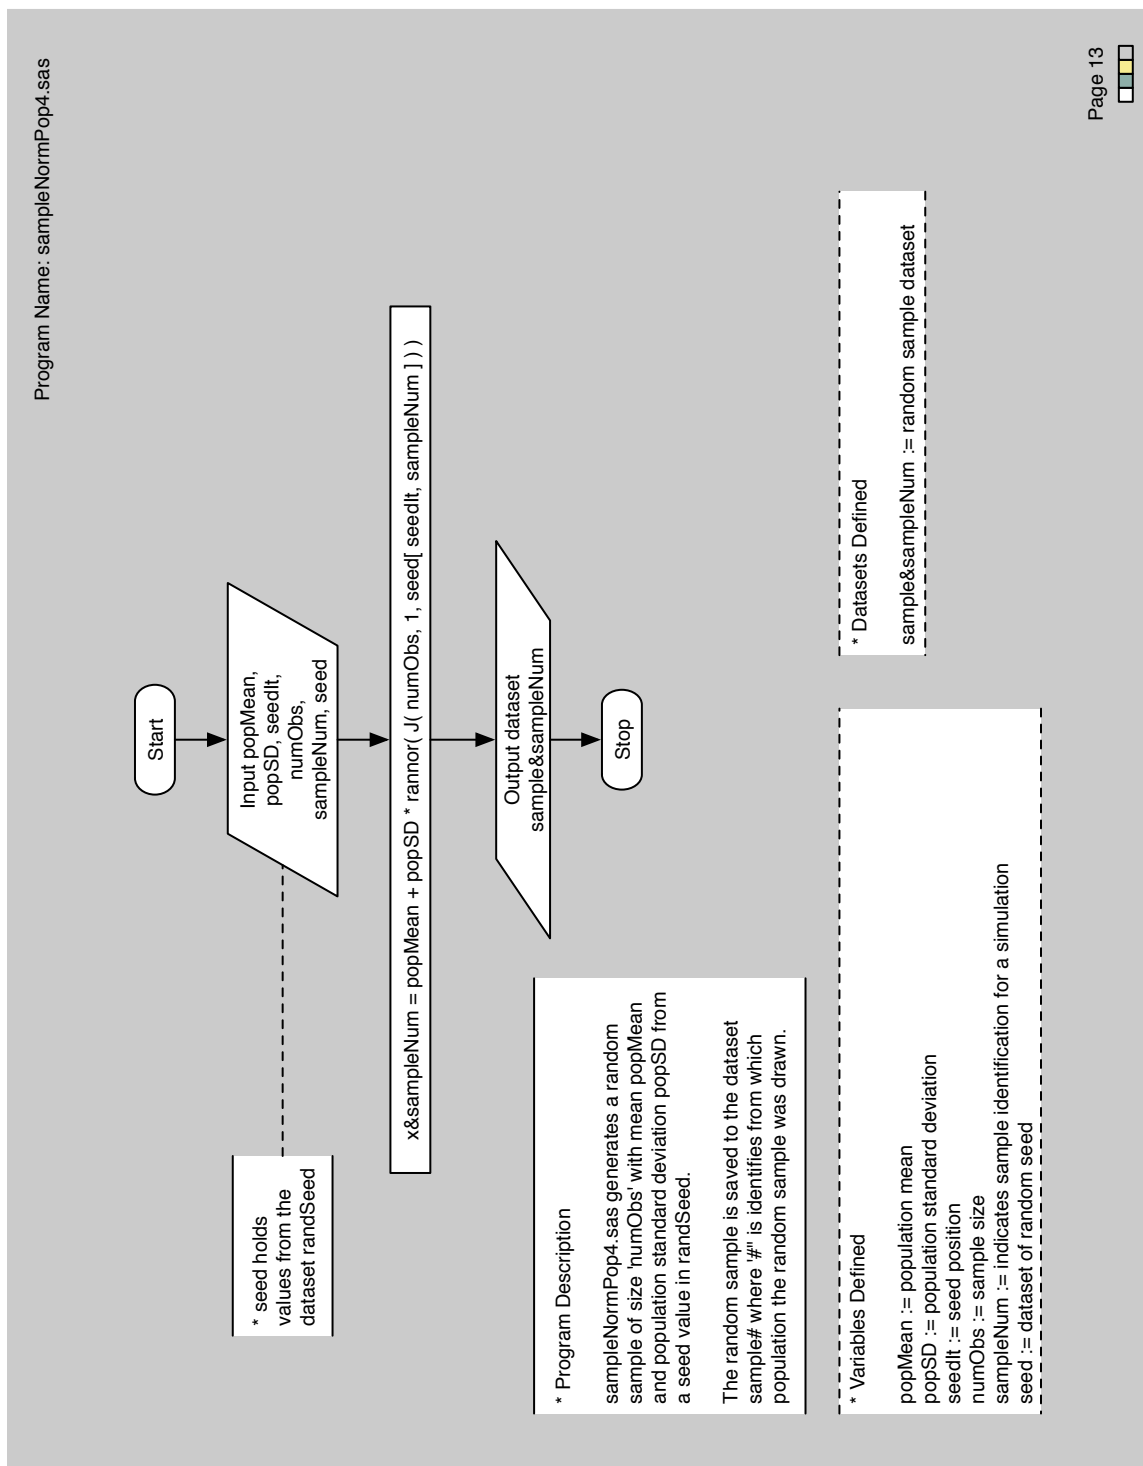 Program Name: sampleNormPop4.sas
Start
* seed holds
values from the
dataset randSeed
Input popMean,
popSD, seedIt,
numObs,
sampleNum, seed
x&sampleNum = popMean + popSD * rannor( J( numObs, 1, seed[ seedIt, sampleNum ] ) )
Output dataset
sample&sampleNum
Stop
* Program Description
sampleNormPop4.sas generates a random
sample of size 'numObs' with mean popMean
and population standard deviation popSD from
a seed value in randSeed.
The random sample is saved to the dataset
sample# where '#" is identifies from which
population the random sample was drawn.
* Variables Defined
popMean := population mean
popSD := population standard deviation
seedIt := seed position
numObs := sample size
sampleNum := indicates sample identification for a simulation
seed := dataset of random seed
* Datasets Defined
sample&sampleNum := random sample dataset
Page 13